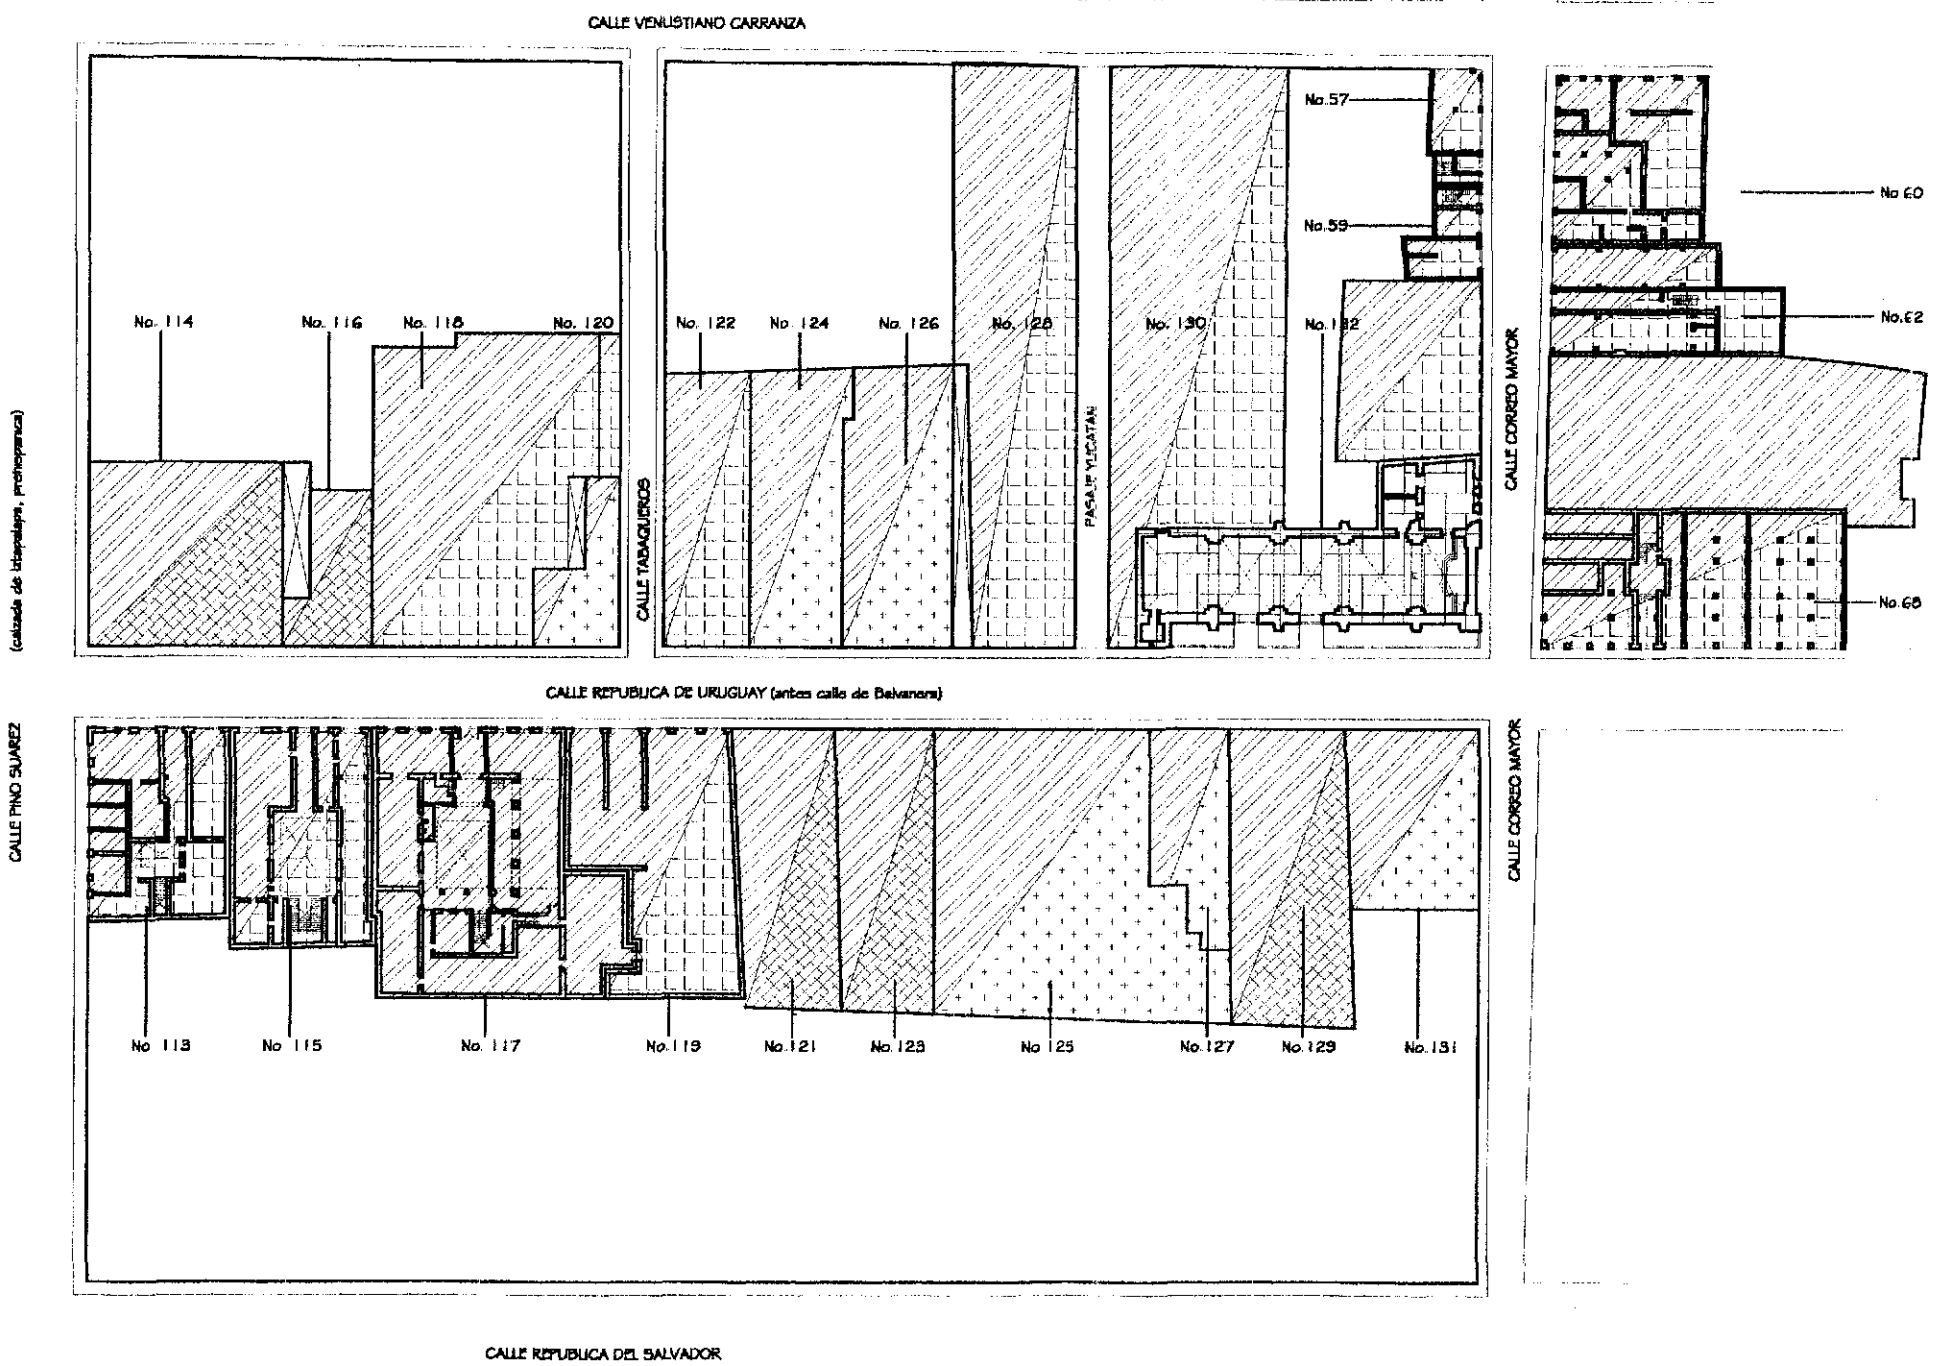 CALLE VENUSTIANO CARRANZA
No. 57
No. 60
No. 59
No. 114
No. 116
No. 118
No. 120
No. 122
No. 124
No. 126
No. 128
No. 130
No. 132
No. 62
CALLE CORREO MAYOR
PASAJE YUCATAN
CALLE TABAQUEROS
(calzada de Iztapalapa, prehispanica)
No. 68
CALLE REPUBLICA DE URUGUAY (antes calle de Balvanera)
CALLE PINO SUAREZ
CALLE CORREO MAYOR
No 113
No 115
No. 117
No. 119
No. 121
No. 123
No 125
No. 127
No. 129
No. 131
CALLE REPUBLICA DEL SALVADOR